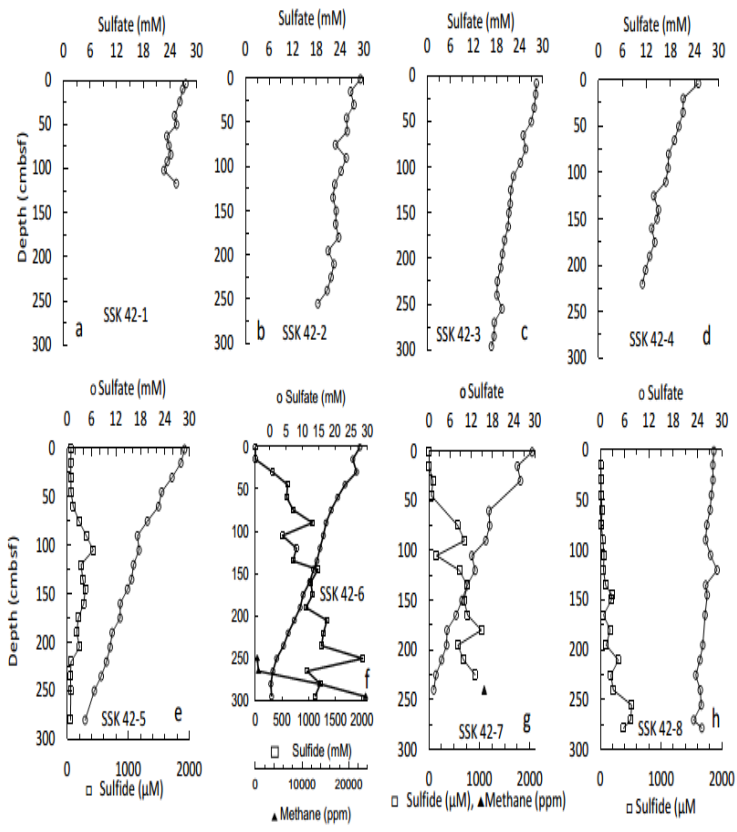 Sulfate (mM)
0 6 12 18 24 30
Depth (cmbsf)
0
50
100
150
200
250
300
a SSK 42-1
Sulfate (mM)
0 6 12 18 24 30
0
50
100
150
200
250
300
b SSK 42-2
Sulfate (mM)
0 6 12 18 24 30
0
50
100
150
200
250
300
SSK 42-3 c
Sulfate (mM)
0 6 12 18 24 30
0
50
100
150
200
250
300
SSK 42-4 d
○ Sulfate (mM)
0 6 12 18 24 30
Depth (cmbsf)
0
50
100
150
200
250
300
SSK 42-5 e
0 1000 2000
□ Sulfide (µM)
○ Sulfate (mM)
0 5 10 15 20 25 30
0
50
100
150
200
250
300
SSK 42-6
f
0 500 1000 1500 2000
□ Sulfide (mM)
0 10000 20000
▲ Methane (ppm)
○ Sulfate
0 6 12 18 24 30
0
50
100
150
200
250
300
SSK 42-7 g
0 1000 2000
□ Sulfide (µM), ▲Methane (ppm)
○ Sulfate
0 6 12 18 24 30
0
50
100
150
200
250
300
400
SSK 42-8 h
0 1000 2000
□ Sulfide (µM